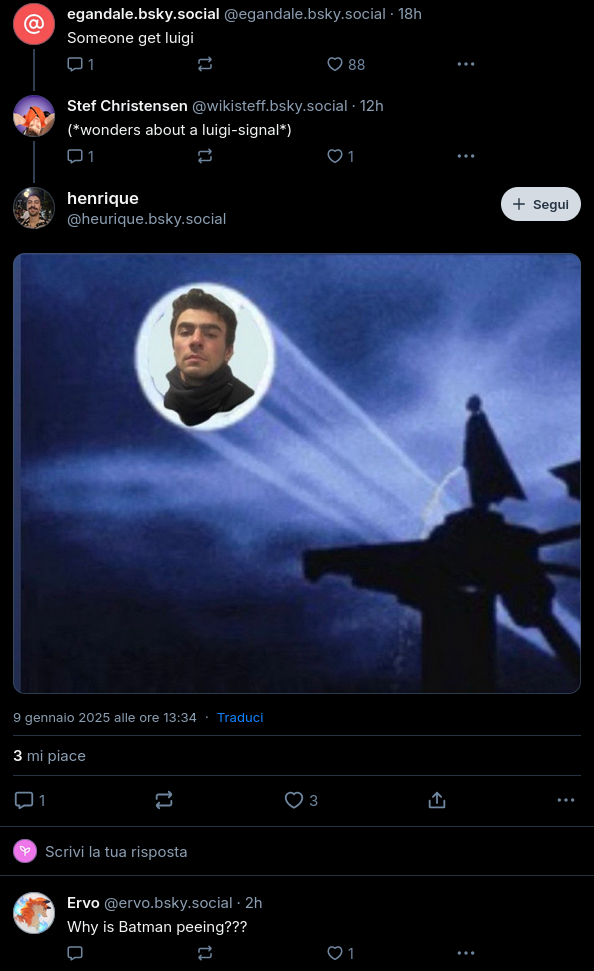 egandale.bsky.social @egandale.bsky.social · 18h
Someone get luigi
1 88
Stef Christensen @wikisteff.bsky.social · 12h
(*wonders about a luigi-signal*)
1 1
henrique
@heurique.bsky.social
+ Segui
9 gennaio 2025 alle ore 13:34 · Traduci
3 mi piace
1 3
Scrivi la tua risposta
Ervo @ervo.bsky.social · 2h
Why is Batman peeing???
1